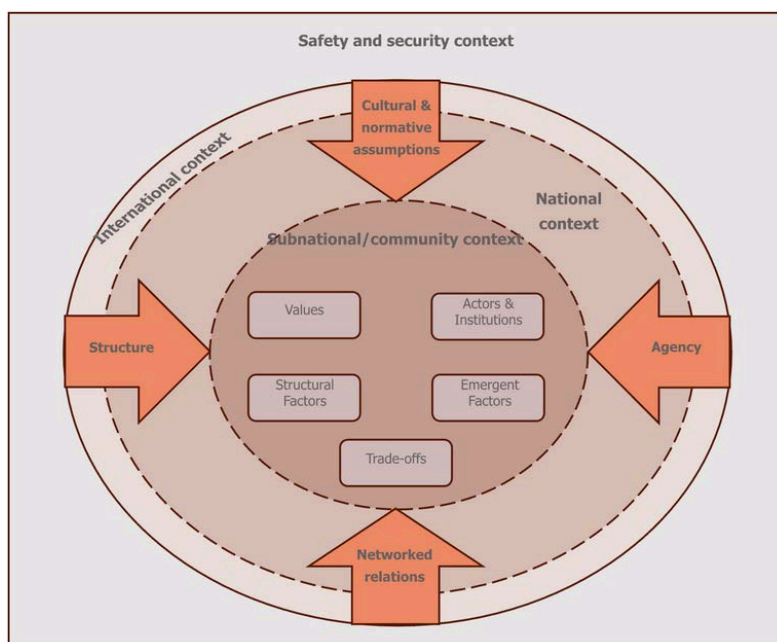 Safety and security context
Cultural &
normative
assumptions
International context
National
context
Subnational/community context
Values
Actors &
Institutions
Structure
Agency
Structural
Factors
Emergent
Factors
Trade-offs
Networked
relations